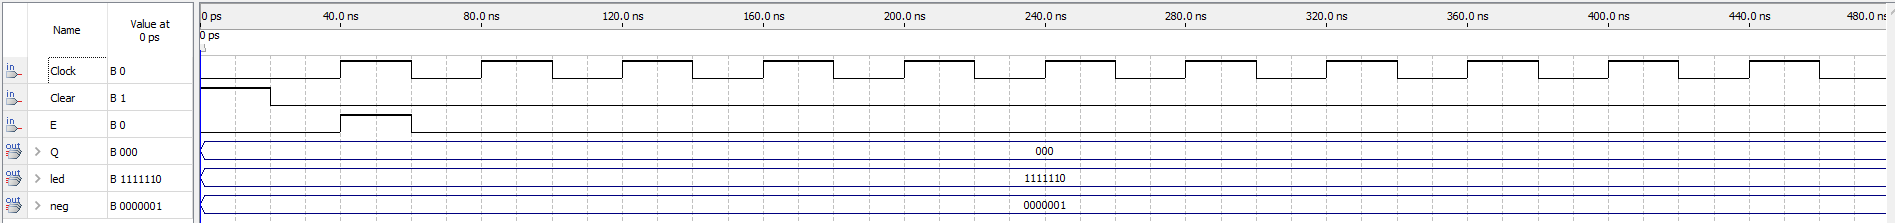 Name Value at 0 ps
0 ps 40.0 ns 80.0 ns 120.0 ns 160.0 ns 200.0 ns 240.0 ns 280.0 ns 320.0 ns 360.0 ns 400.0 ns 440.0 ns 480.0 ns
0 ps
in Clock B 0
in Clear B 1
in E B 0
out Q B 000 000
out led B 1111110 1111110
out neg B 0000001 0000001